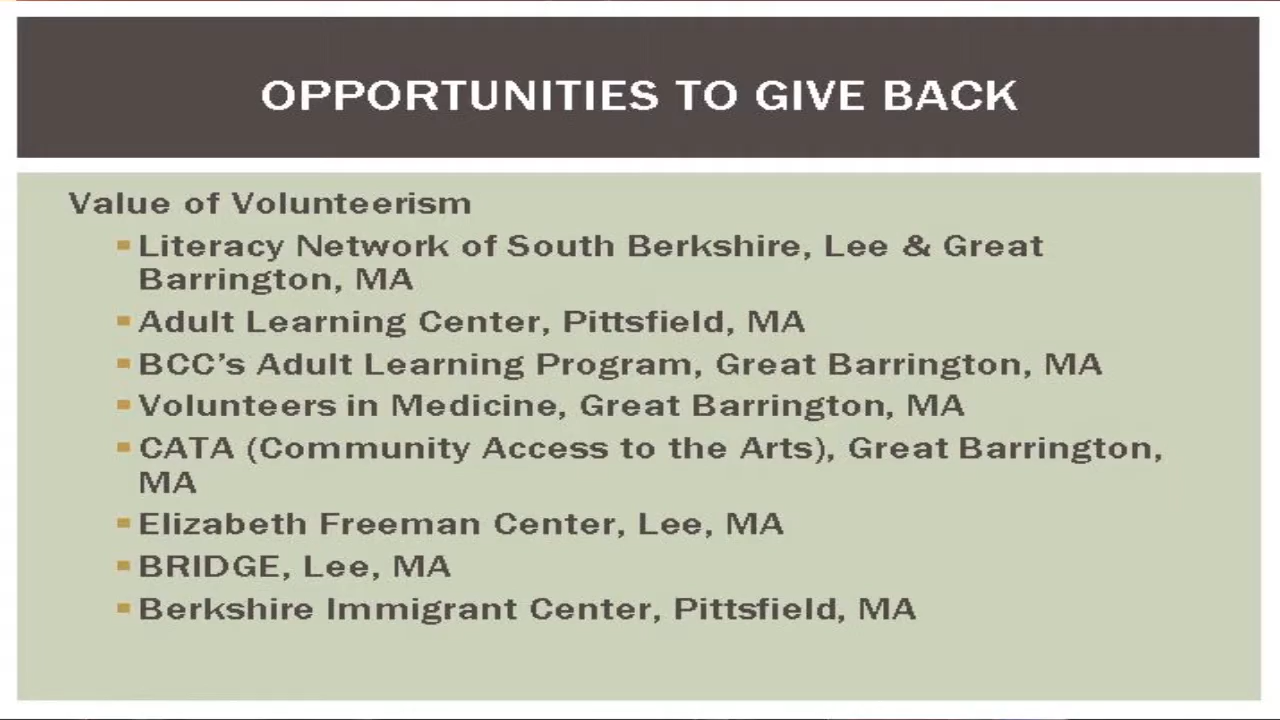 OPPORTUNITIES TO GIVE BACK
Value of Volunteerism
Literacy Network of South Berkshire, Lee & Great
Barrington, MA
Adult Learning Center, Pittsfield, MA
BCC’s Adult Learning Program, Great Barrington, MA
Volunteers in Medicine, Great Barrington, MA
CATA (Community Access to the Arts), Great Barrington,
MA
Elizabeth Freeman Center, Lee, MA
BRIDGE, Lee, MA
Berkshire Immigrant Center, Pittsfield, MA